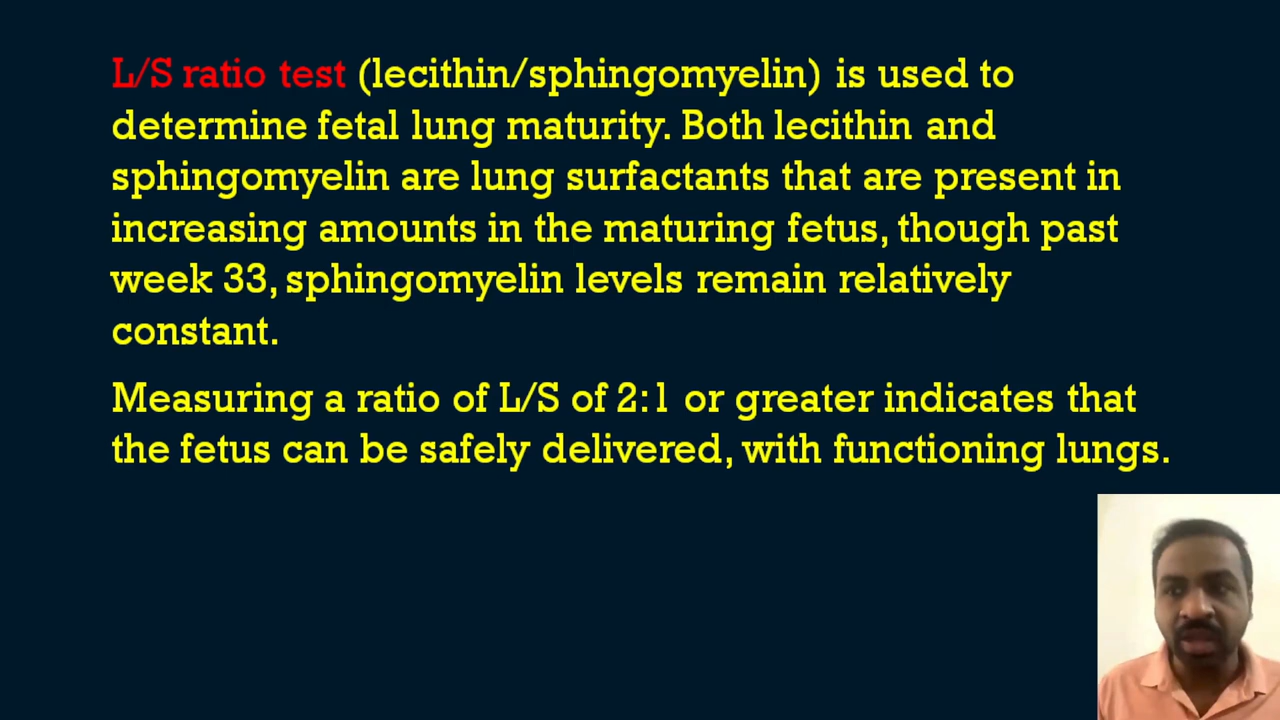 L/S ratio test (lecithin/sphingomyelin) is used to
determine fetal lung maturity. Both lecithin and
sphingomyelin are lung surfactants that are present in
increasing amounts in the maturing fetus, though past
week 33, sphingomyelin levels remain relatively
constant.
Measuring a ratio of L/S of 2:1 or greater indicates that
the fetus can be safely delivered, with functioning lungs.